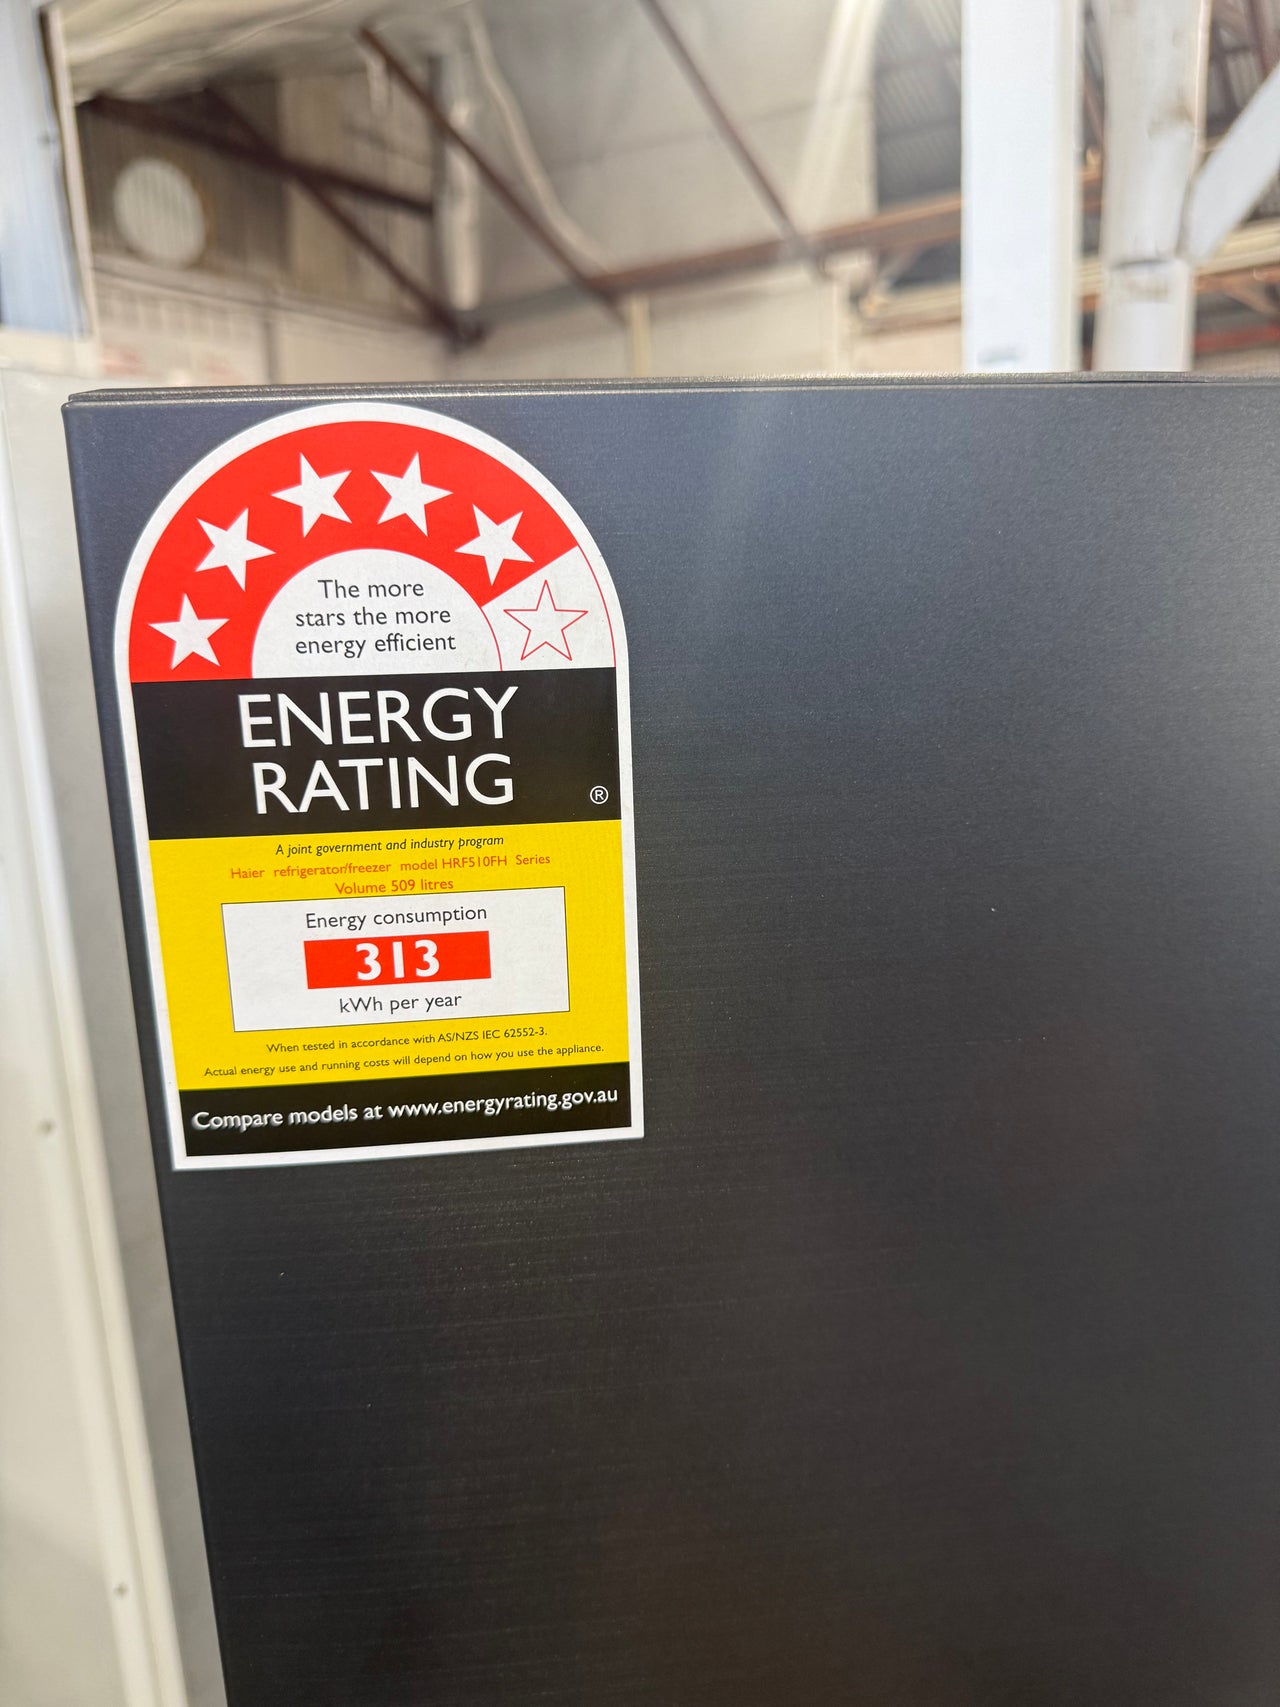 The more
stars the more
energy efficient
ENERGY
RATING
®
A joint government and industry program
Haier refrigerator/freezer model HRF510FH Series
Volume 509 litres
Energy consumption
313
kWh per year
When tested in accordance with AS/NZS IEC 62552-3.
Actual energy use and running costs will depend on how you use the appliance.
Compare models at www.energyrating.gov.au